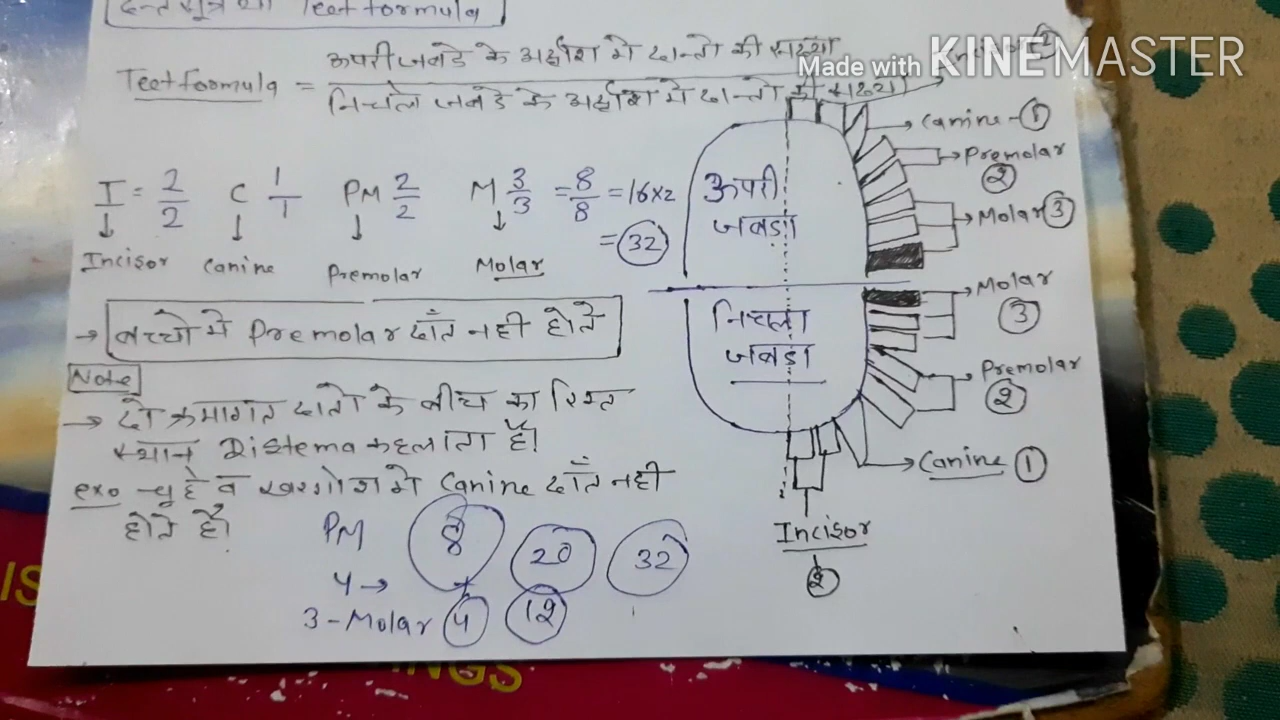 दन्त सूत्र या Teet formula
Teet formula = ऊपरी जबडे के अर्द्धांश मे दान्तो की संख्या
निचले जबडे के अर्द्धांश मे दान्तो की संख्या
Made with KINEMASTER
Canine-①
Premolar
②
I = 2/2 C 1/1 PM 2/2 M 3/3 = 8/8 = 16x2
= 32
ऊपरी
जबडा
Molar ③
Incisor Canine Premolar Molar
→ बच्चो मे Premolar दाँत नही होते
निचला
जबडा
Molar
③
Premolar
②
Note
→ दो क्रमागत दातो के बीच का रिक्त
स्थान Distema कहलाता है।
Canine ①
exo चूहे व खरगोश मे Canine दाँत नही
होते है।
Incisor
②
PM 8 20 32
4 →
3-Molar 4 12